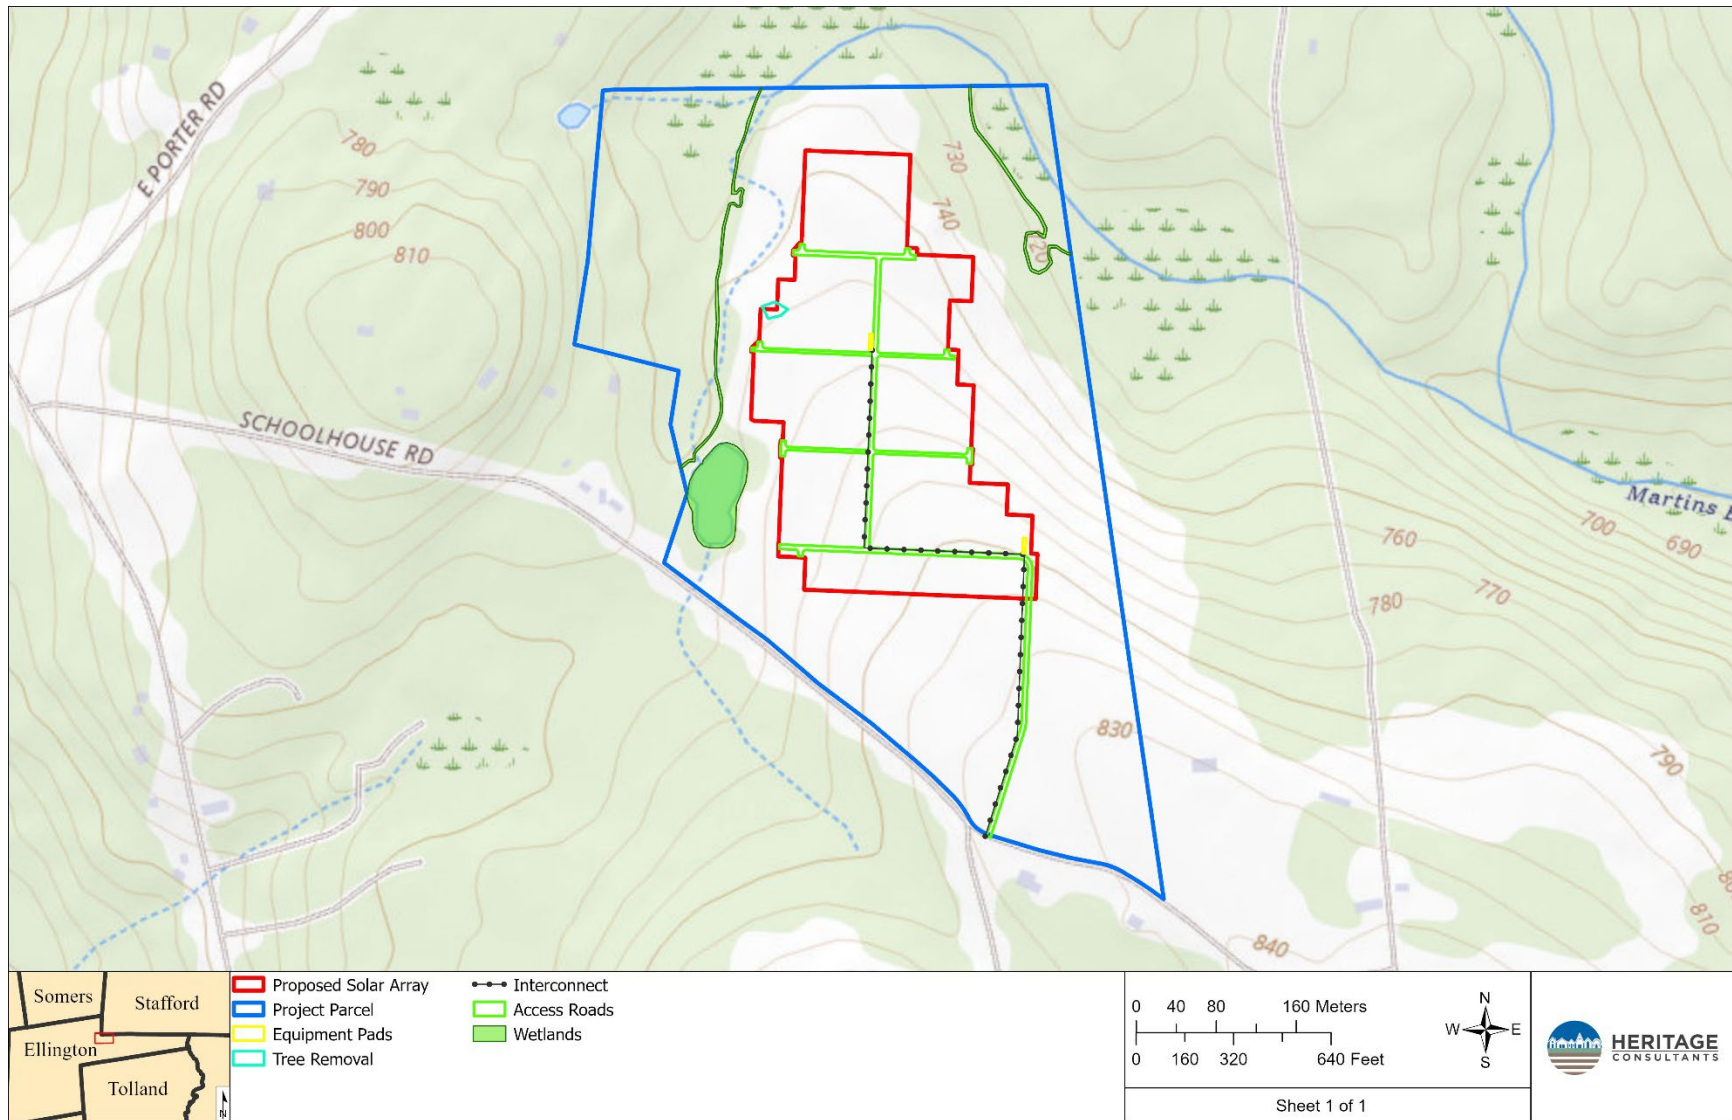 E PORTER RD
780
790
800
810
730
740
20
SCHOOLHOUSE RD
Martins B
700
690
760
770
780
830
790
810
840
Somers
Stafford
Ellington
Tolland
N
Proposed Solar Array
Project Parcel
Equipment Pads
Tree Removal
Interconnect
Access Roads
Wetlands
0 40 80 160 Meters
0 160 320 640 Feet
N
W E
S
Sheet 1 of 1
HERITAGE
CONSULTANTS